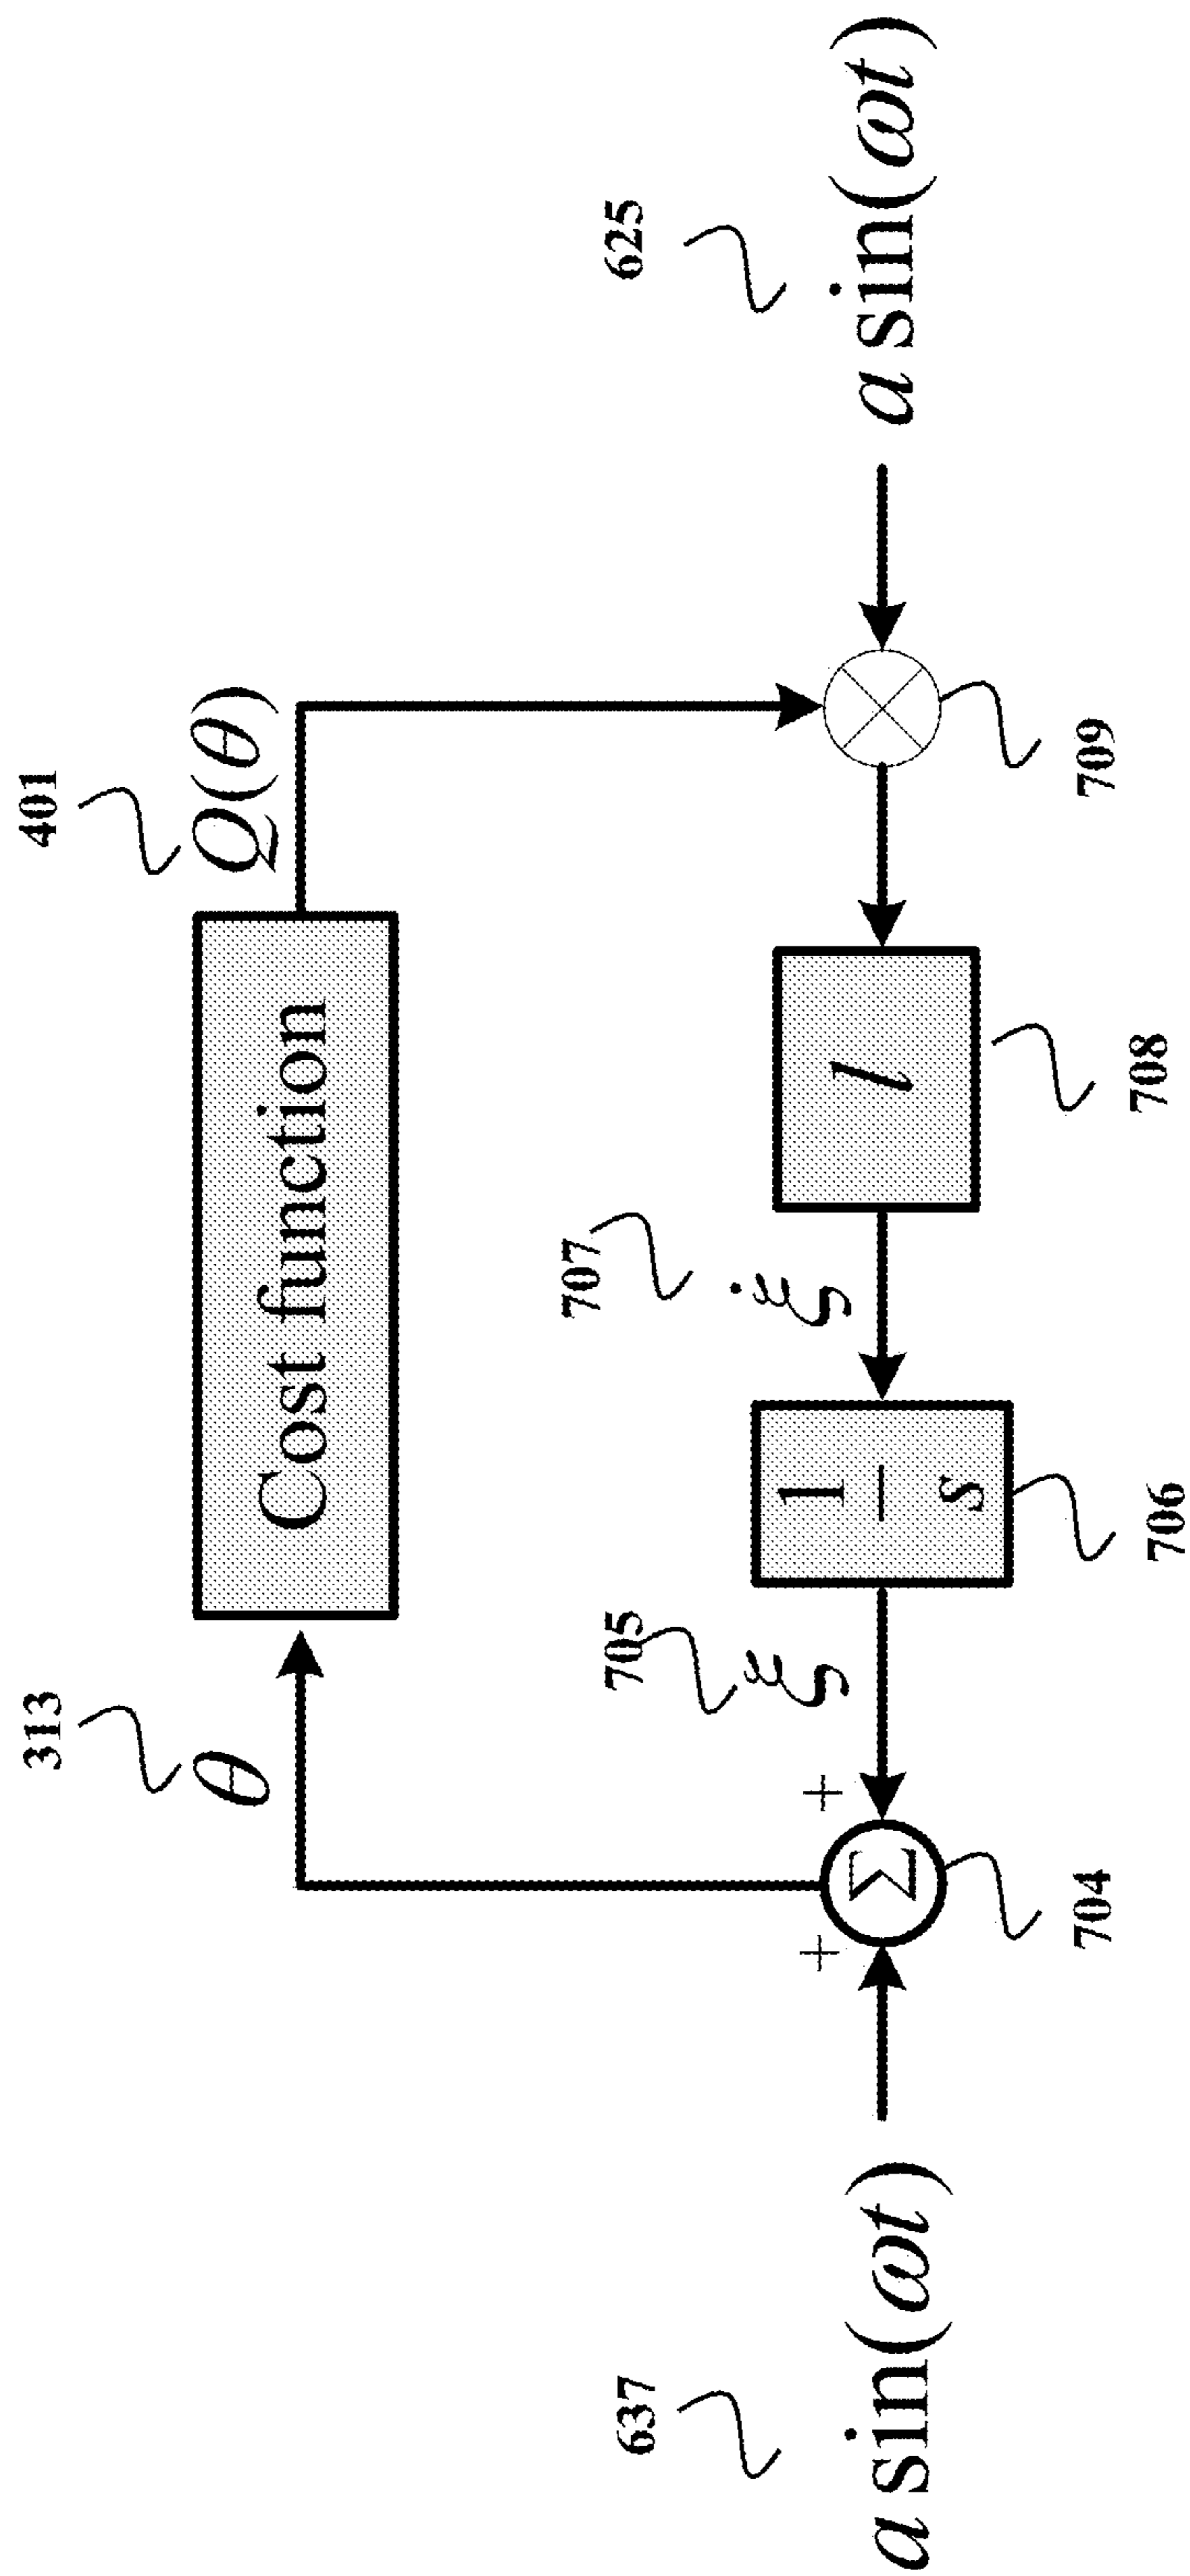 401
313
Q(θ)
θ
Cost function
637
707
705
625
a sin(ωt)
+
Σ
+
ξ
1
s
ξ̇
l
a sin(ωt)
704
706
708
709